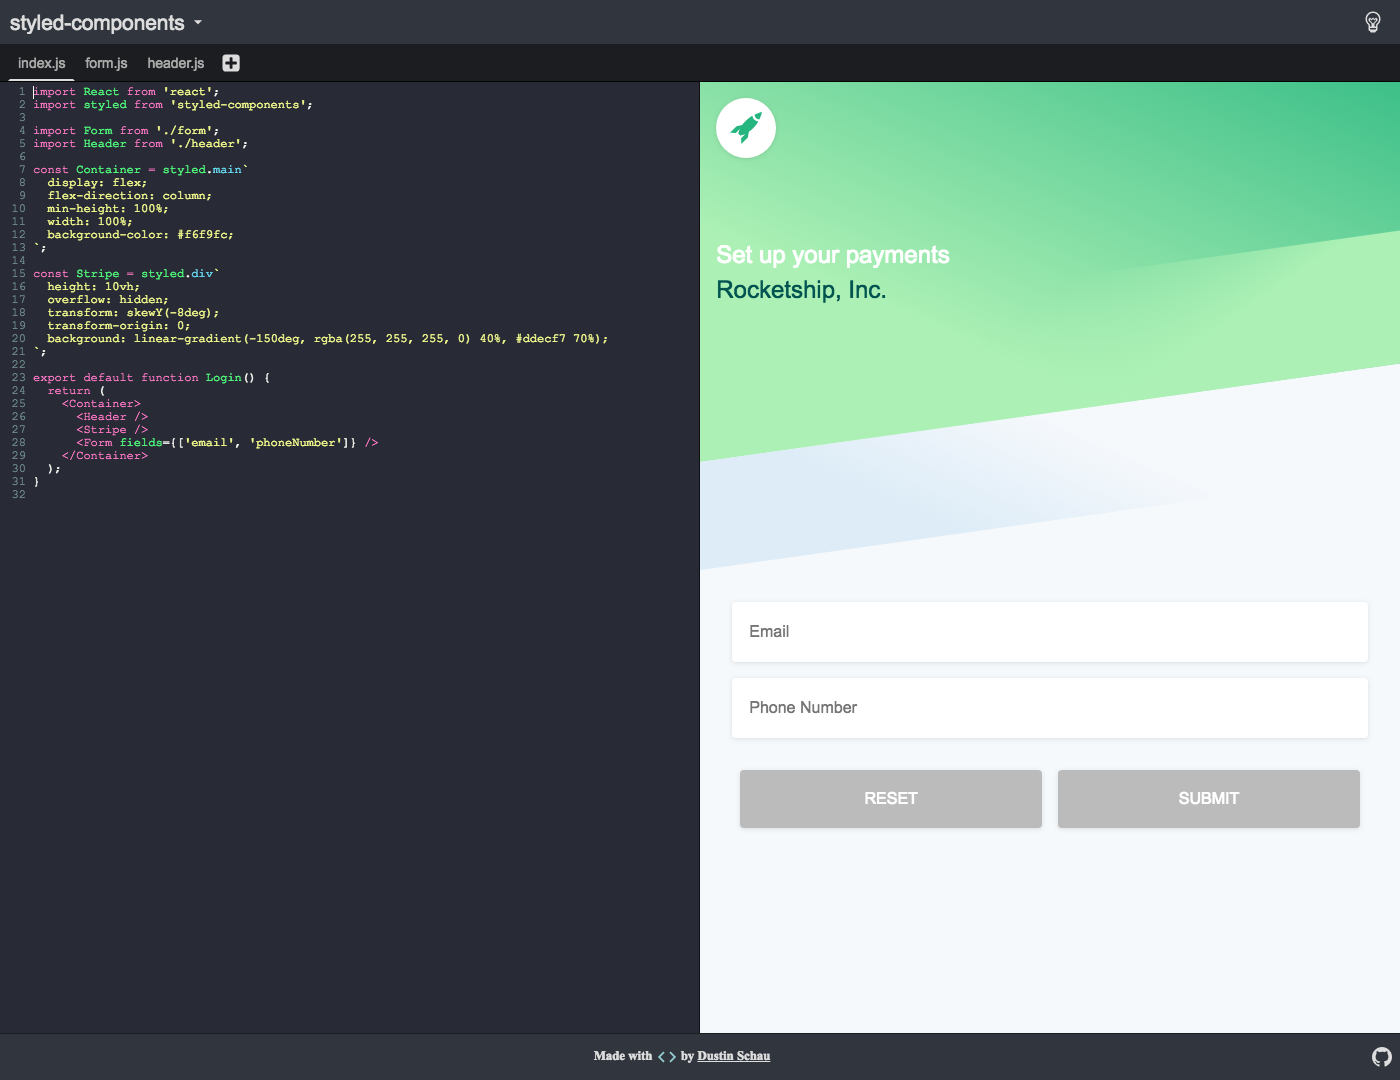 styled-components
index.js form.js header.js
1 import React from 'react';
2 import styled from 'styled-components';
3
4 import Form from './form';
5 import Header from './header';
6
7 const Container = styled.main`
8   display: flex;
9   flex-direction: column;
10   min-height: 100%;
11   width: 100%;
12   background-color: #f6f9fc;
13 `;
14
15 const Stripe = styled.div`
16   height: 10vh;
17   overflow: hidden;
18   transform: skewY(-8deg);
19   transform-origin: 0;
20   background: linear-gradient(-150deg, rgba(255, 255, 255, 0) 40%, #ddecf7 70%);
21 `;
22
23 export default function Login() {
24   return (
25     <Container>
26       <Header />
27       <Stripe />
28       <Form fields={['email', 'phoneNumber']} />
29     </Container>
30   );
31 }
32
Set up your payments
Rocketship, Inc.
Email
Phone Number
RESET SUBMIT
Made with <> by Dustin Schau